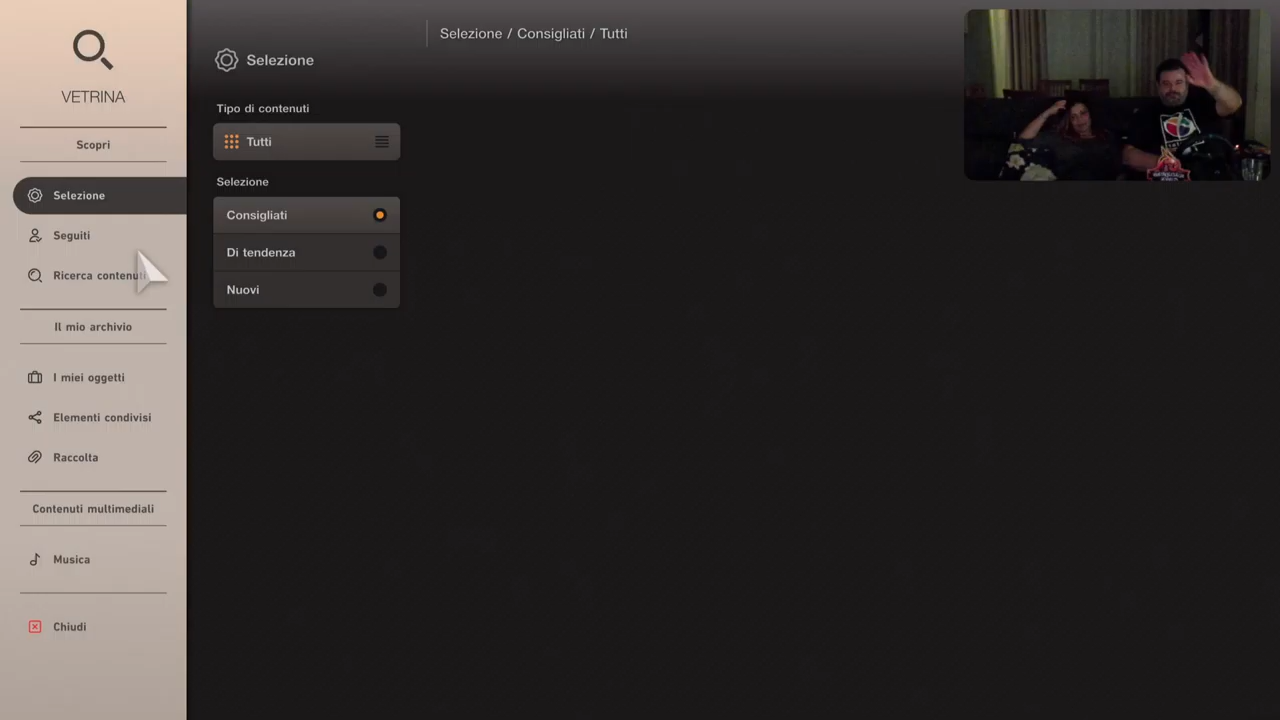 VETRINA
Scopri
Selezione
Seguiti
Ricerca contenuti
Il mio archivio
I miei oggetti
Elementi condivisi
Raccolta
Contenuti multimediali
Musica
Chiudi
Selezione / Consigliati / Tutti
Selezione
Tipo di contenuti
Tutti
Selezione
Consigliati
Di tendenza
Nuovi